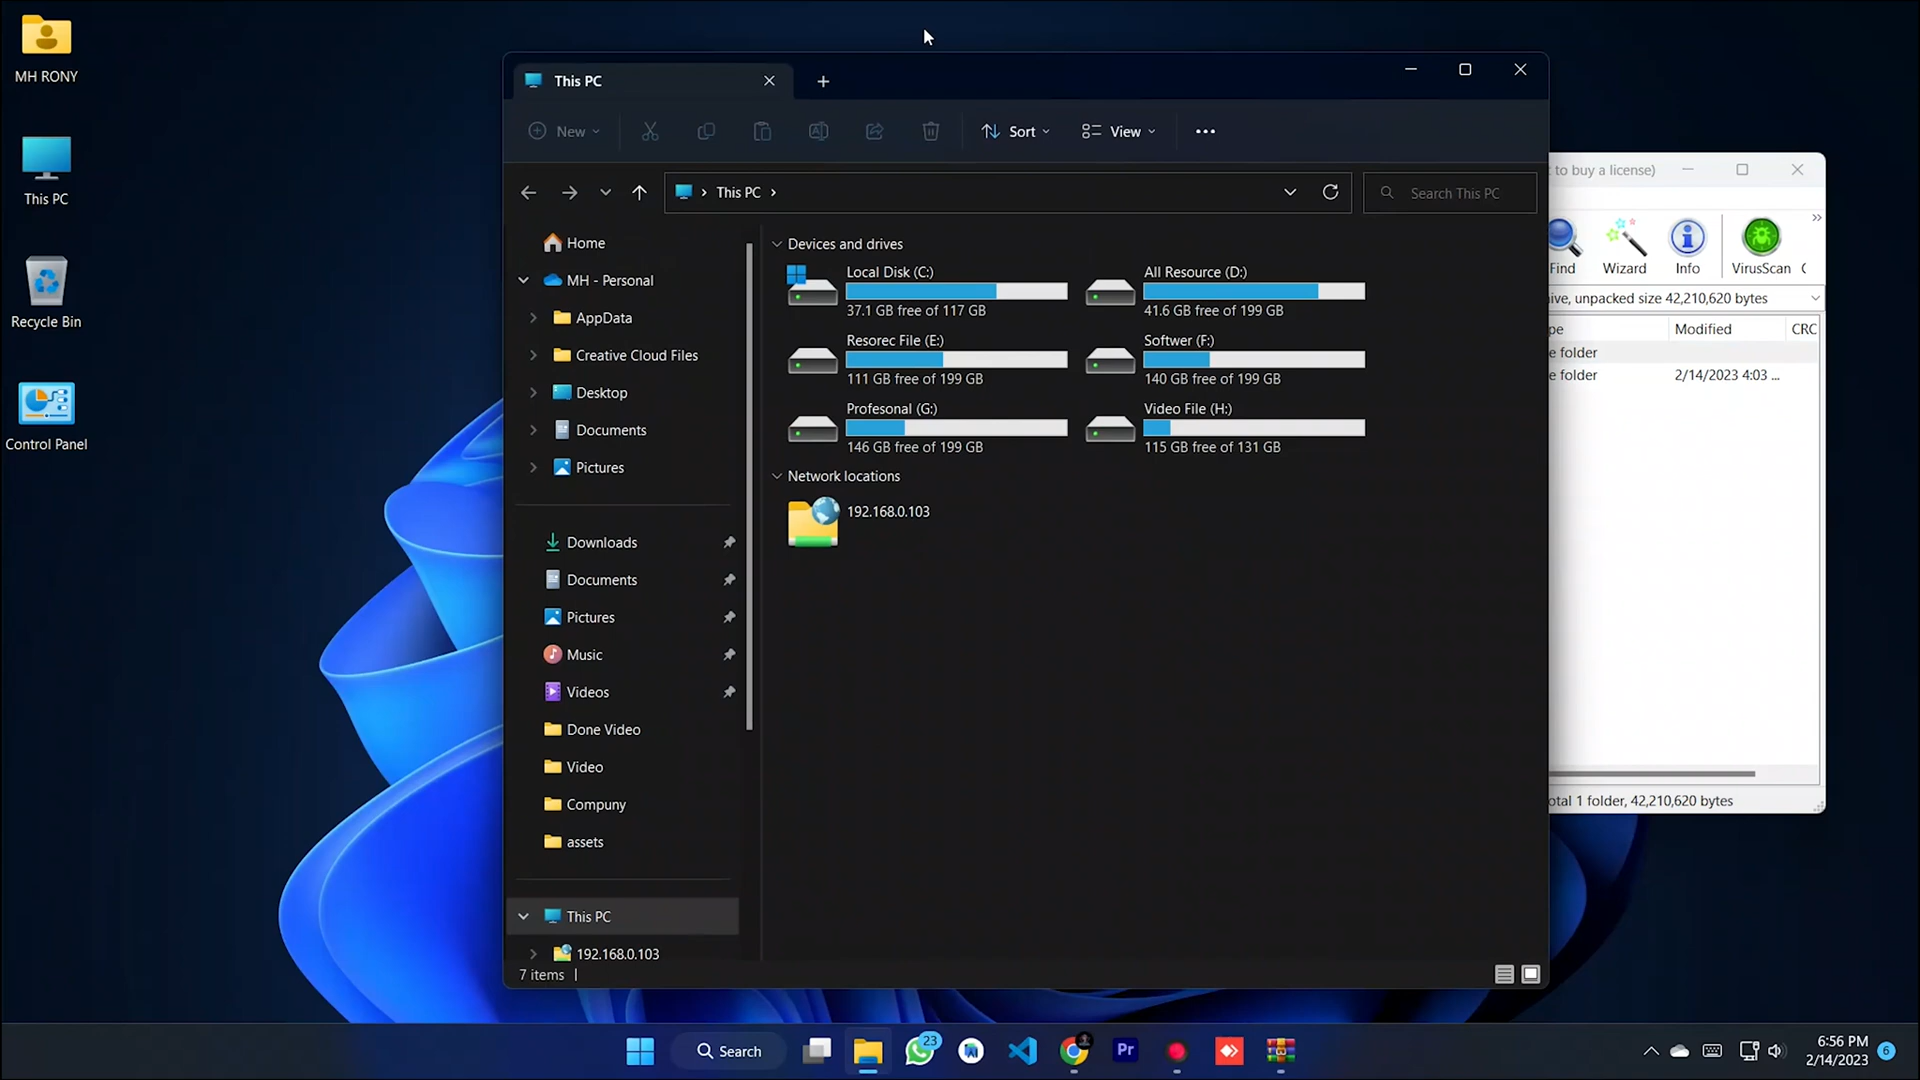 MH RONY
This PC
Recycle Bin
Control Panel
This PC
New
Sort
View
This PC
Search This PC
Home
MH - Personal
AppData
Creative Cloud Files
Desktop
Documents
Pictures
Downloads
Documents
Pictures
Music
Videos
Done Video
Video
Compuny
assets
This PC
192.168.0.103
Devices and drives
Local Disk (C:)
37.1 GB free of 117 GB
All Resource (D:)
41.6 GB free of 199 GB
Resorec File (E:)
111 GB free of 199 GB
Softwer (F:)
140 GB free of 199 GB
Profesonal (G:)
146 GB free of 199 GB
Video File (H:)
115 GB free of 131 GB
Network locations
192.168.0.103
7 items
to buy a license)
Find
Wizard
Info
VirusScan
unpacked size 42,210,620 bytes
Modified
CRC
folder
folder
2/14/2023 4:03 ...
1 folder, 42,210,620 bytes
Search
23
Pr
6:56 PM
2/14/2023
6